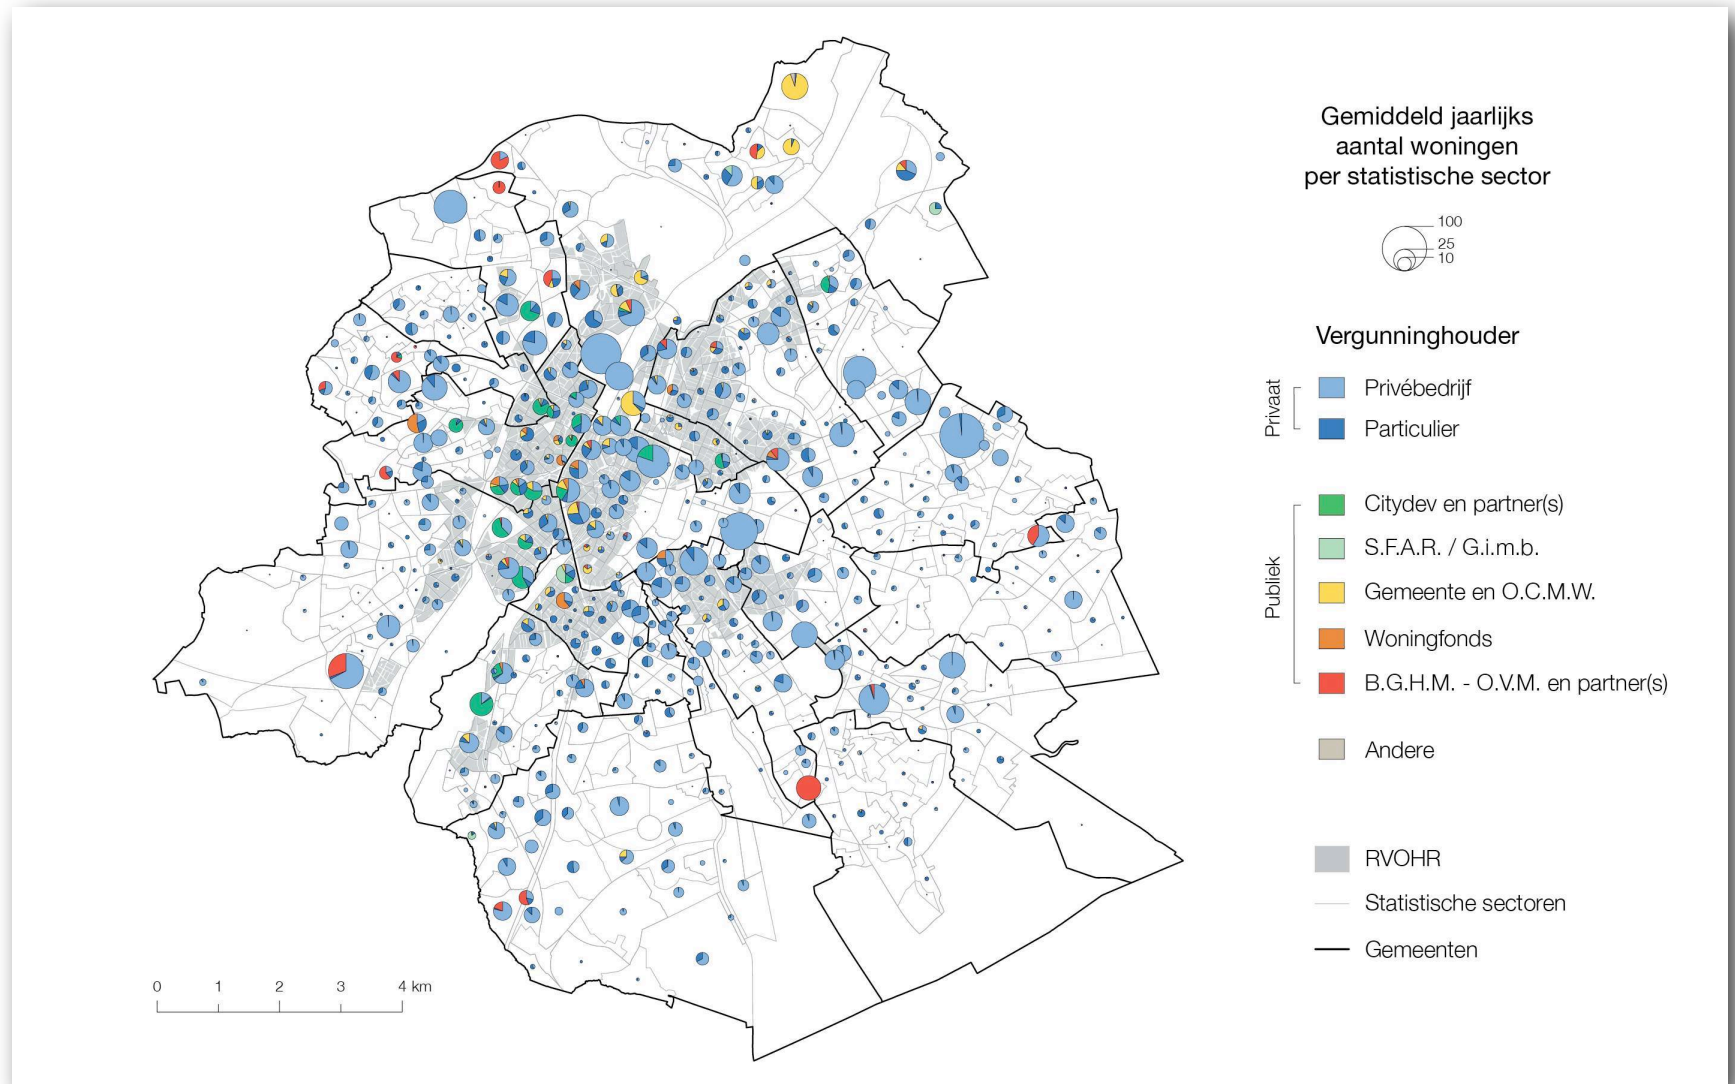 Gemiddeld jaarlijks
aantal woningen
per statistische sector
100
25
10
Vergunninghouder
Privaat
Privébedrijf
Particulier
Publiek
Citydev en partner(s)
S.F.A.R. / G.i.m.b.
Gemeente en O.C.M.W.
Woningfonds
B.G.H.M. - O.V.M. en partner(s)
Andere
RVOHR
Statistische sectoren
Gemeenten
0 1 2 3 4 km